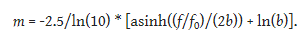 m = -2.5/ln(10) * [asinh((f/f₀)/(2b)) + ln(b)].